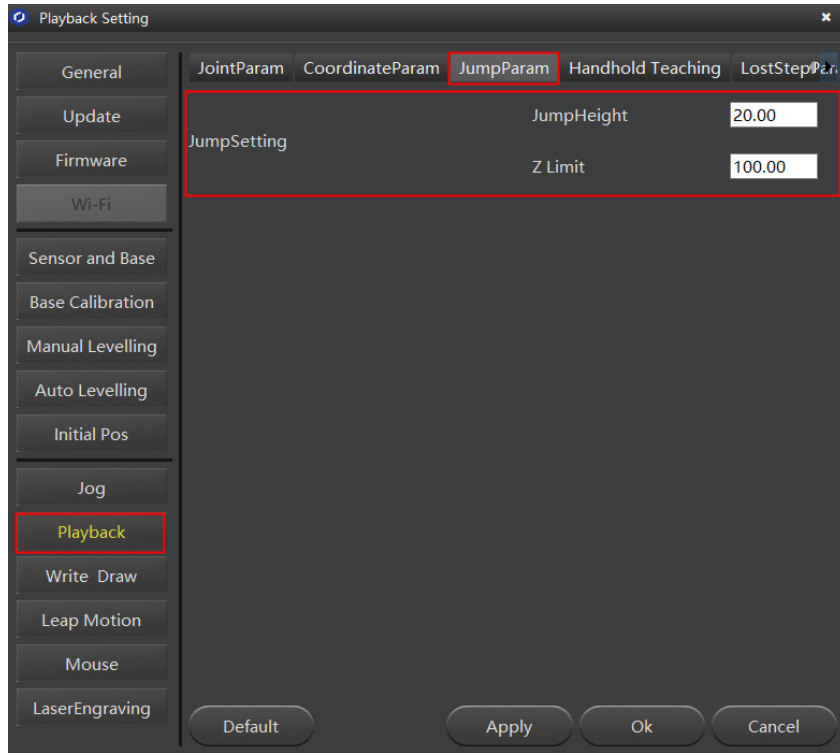 Playback Setting
General
Update
Firmware
Wi-Fi
Sensor and Base
Base Calibration
Manual Levelling
Auto Levelling
Initial Pos
Jog
Playback
Write Draw
Leap Motion
Mouse
LaserEngraving
JointParam CoordinateParam JumpParam Handhold Teaching
JumpSetting
JumpHeight 20.00
Z Limit 100.00
Default Apply Ok Cancel